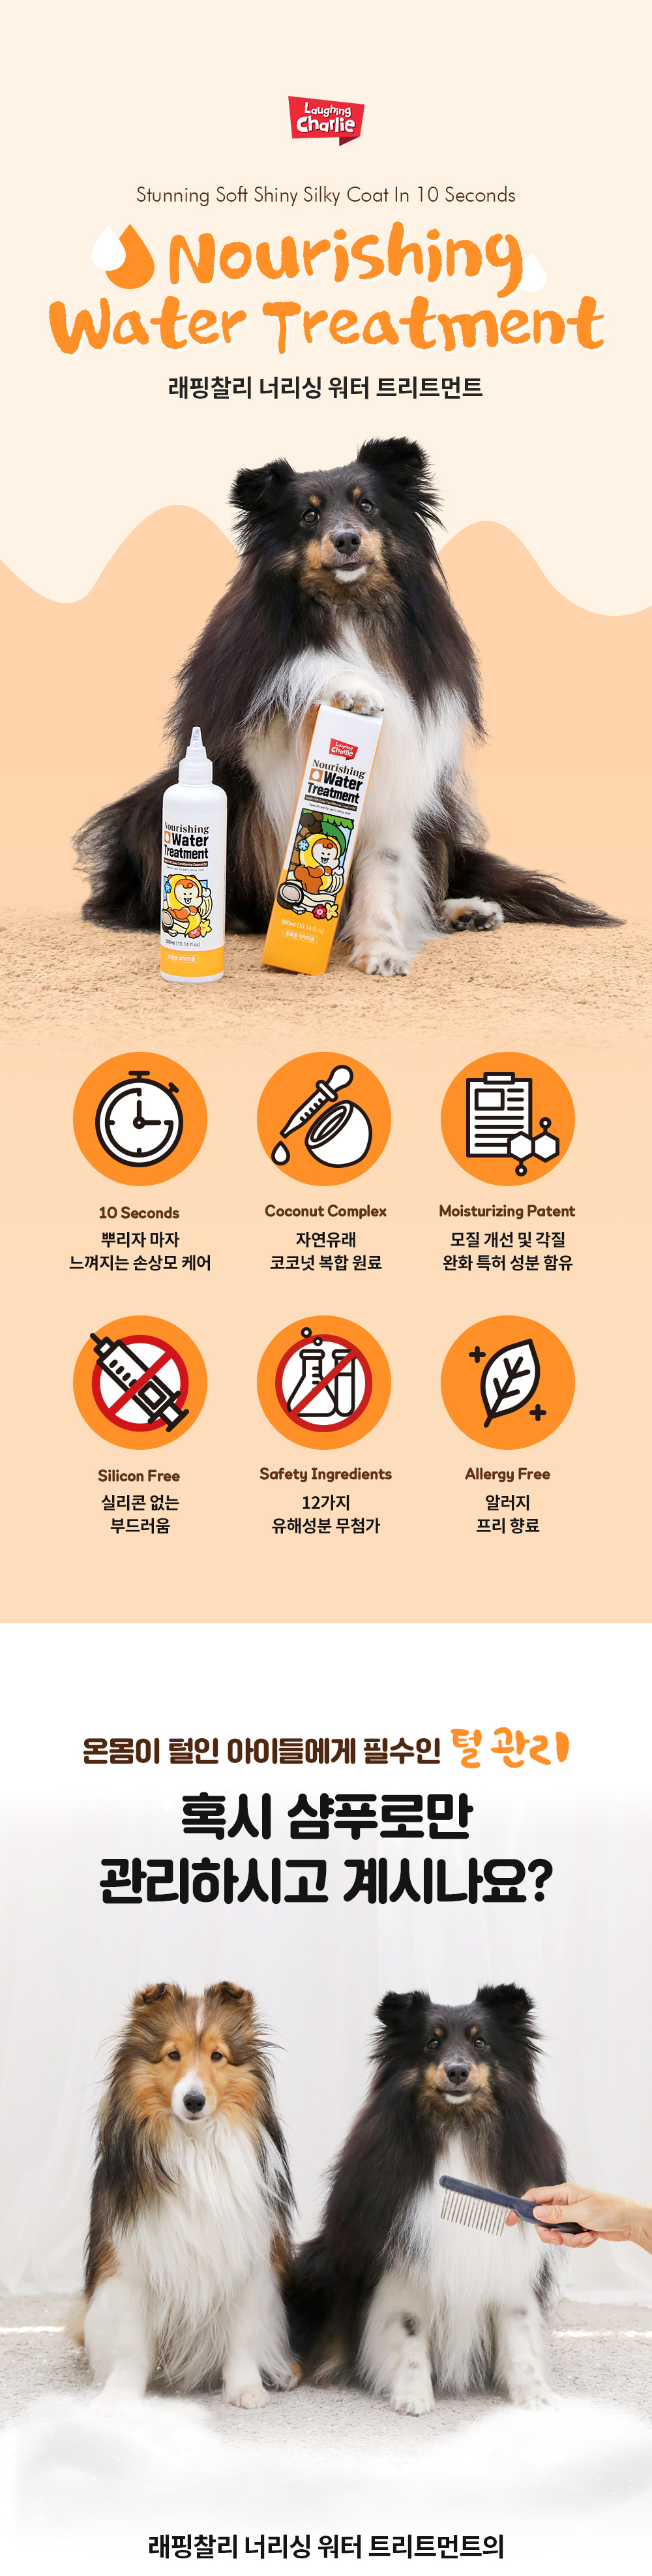 Laughing
Charlie
Stunning Soft Shiny Silky Coat In 10 Seconds
Nourishing
Water Treatment
래핑찰리 너리싱 워터 트리트먼트
Laughing
Charlie
Nourishing
Water
Treatment
300ml (10.14 fl oz)
Nourishing
Water
Treatment
300ml (10.14 fl oz)
10 Seconds
뿌리자 마자
느껴지는 손상모 케어
Coconut Complex
자연유래
코코넛 복합 원료
Moisturizing Patent
모질 개선 및 각질
완화 특허 성분 함유
Silicon Free
실리콘 없는
부드러움
Safety Ingredients
12가지
유해성분 무첨가
Allergy Free
알러지
프리 향료
온몸이 털인 아이들에게 필수인 털 관리
혹시 샴푸로만
관리하시고 계시나요?
래핑찰리 너리싱 워터 트리트먼트의